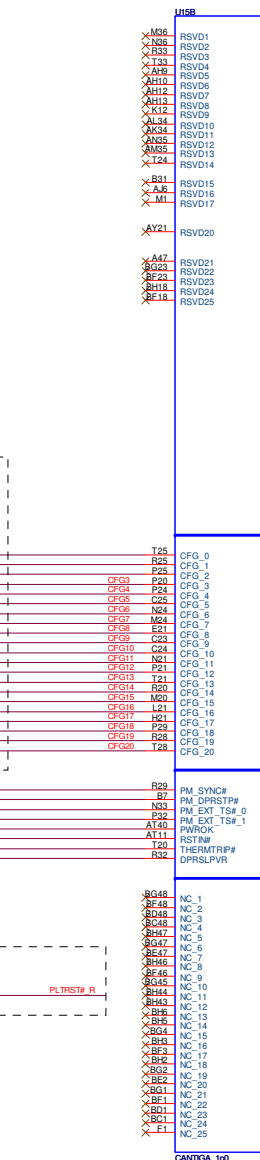 U15B
M36 RSVD1
N36 RSVD2
R33 RSVD3
T33 RSVD4
AH9 RSVD5
AH10 RSVD6
AH12 RSVD7
AH13 RSVD8
K12 RSVD9
AL34 RSVD10
AK34 RSVD11
AN35 RSVD12
AM35 RSVD13
T24 RSVD14
B31 RSVD15
AJ6 RSVD16
M1 RSVD17
AY21 RSVD20
A47 RSVD21
BG23 RSVD22
BF23 RSVD23
BH18 RSVD24
BF18 RSVD25
T25 CFG_0
R25 CFG_1
P25 CFG_2
CFG3 P20 CFG_3
CFG4 P24 CFG_4
CFG5 C25 CFG_5
CFG6 N24 CFG_6
CFG7 M24 CFG_7
CFG8 E21 CFG_8
CFG9 C23 CFG_9
CFG10 C24 CFG_10
CFG11 N21 CFG_11
CFG12 P21 CFG_12
CFG13 T21 CFG_13
CFG14 R20 CFG_14
CFG15 M20 CFG_15
CFG16 L21 CFG_16
CFG17 H21 CFG_17
CFG18 P29 CFG_18
CFG19 R28 CFG_19
CFG20 T28 CFG_20
R29 PM_SYNC#
B7 PM_DPRSTP#
N33 PM_EXT_TS#_0
P32 PM_EXT_TS#_1
AT40 PWROK
AT11 RSTIN#
T20 THERMTRIP#
R32 DPRSLPVR
BG48 NC_1
BF48 NC_2
BD48 NC_3
BC48 NC_4
BH47 NC_5
BG47 NC_6
BE47 NC_7
BH46 NC_8
BF46 NC_9
BG45 NC_10
PLTRST#_R BH44 NC_11
BH43 NC_12
BH6 NC_13
BH5 NC_14
BG4 NC_15
BH3 NC_16
BF3 NC_17
BH2 NC_18
BG2 NC_19
BE2 NC_20
BG1 NC_21
BF1 NC_22
BD1 NC_23
BC1 NC_24
F1 NC_25
CANTIGA_1p0